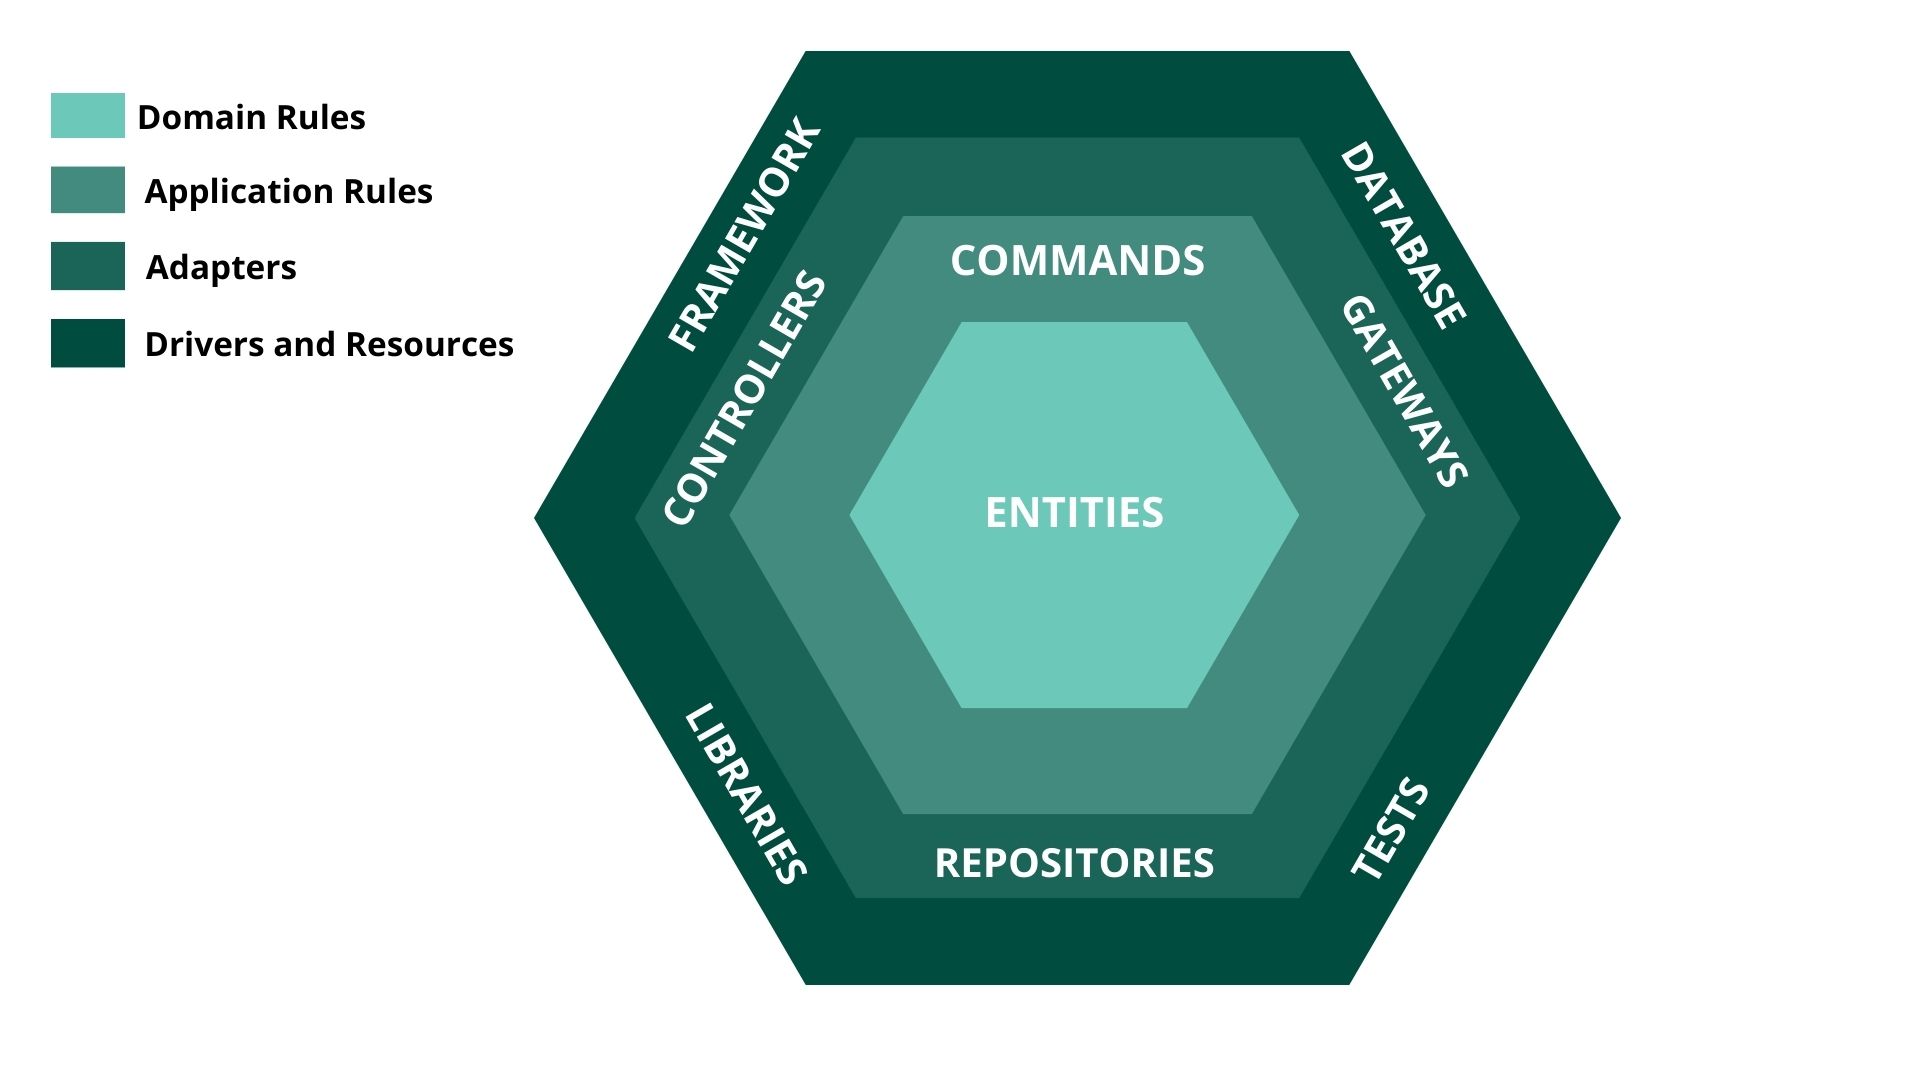 Domain Rules
Application Rules
Adapters
Drivers and Resources
FRAMEWORK
DATABASE
COMMANDS
CONTROLLERS
GATEWAYS
ENTITIES
LIBRARIES
TESTS
REPOSITORIES